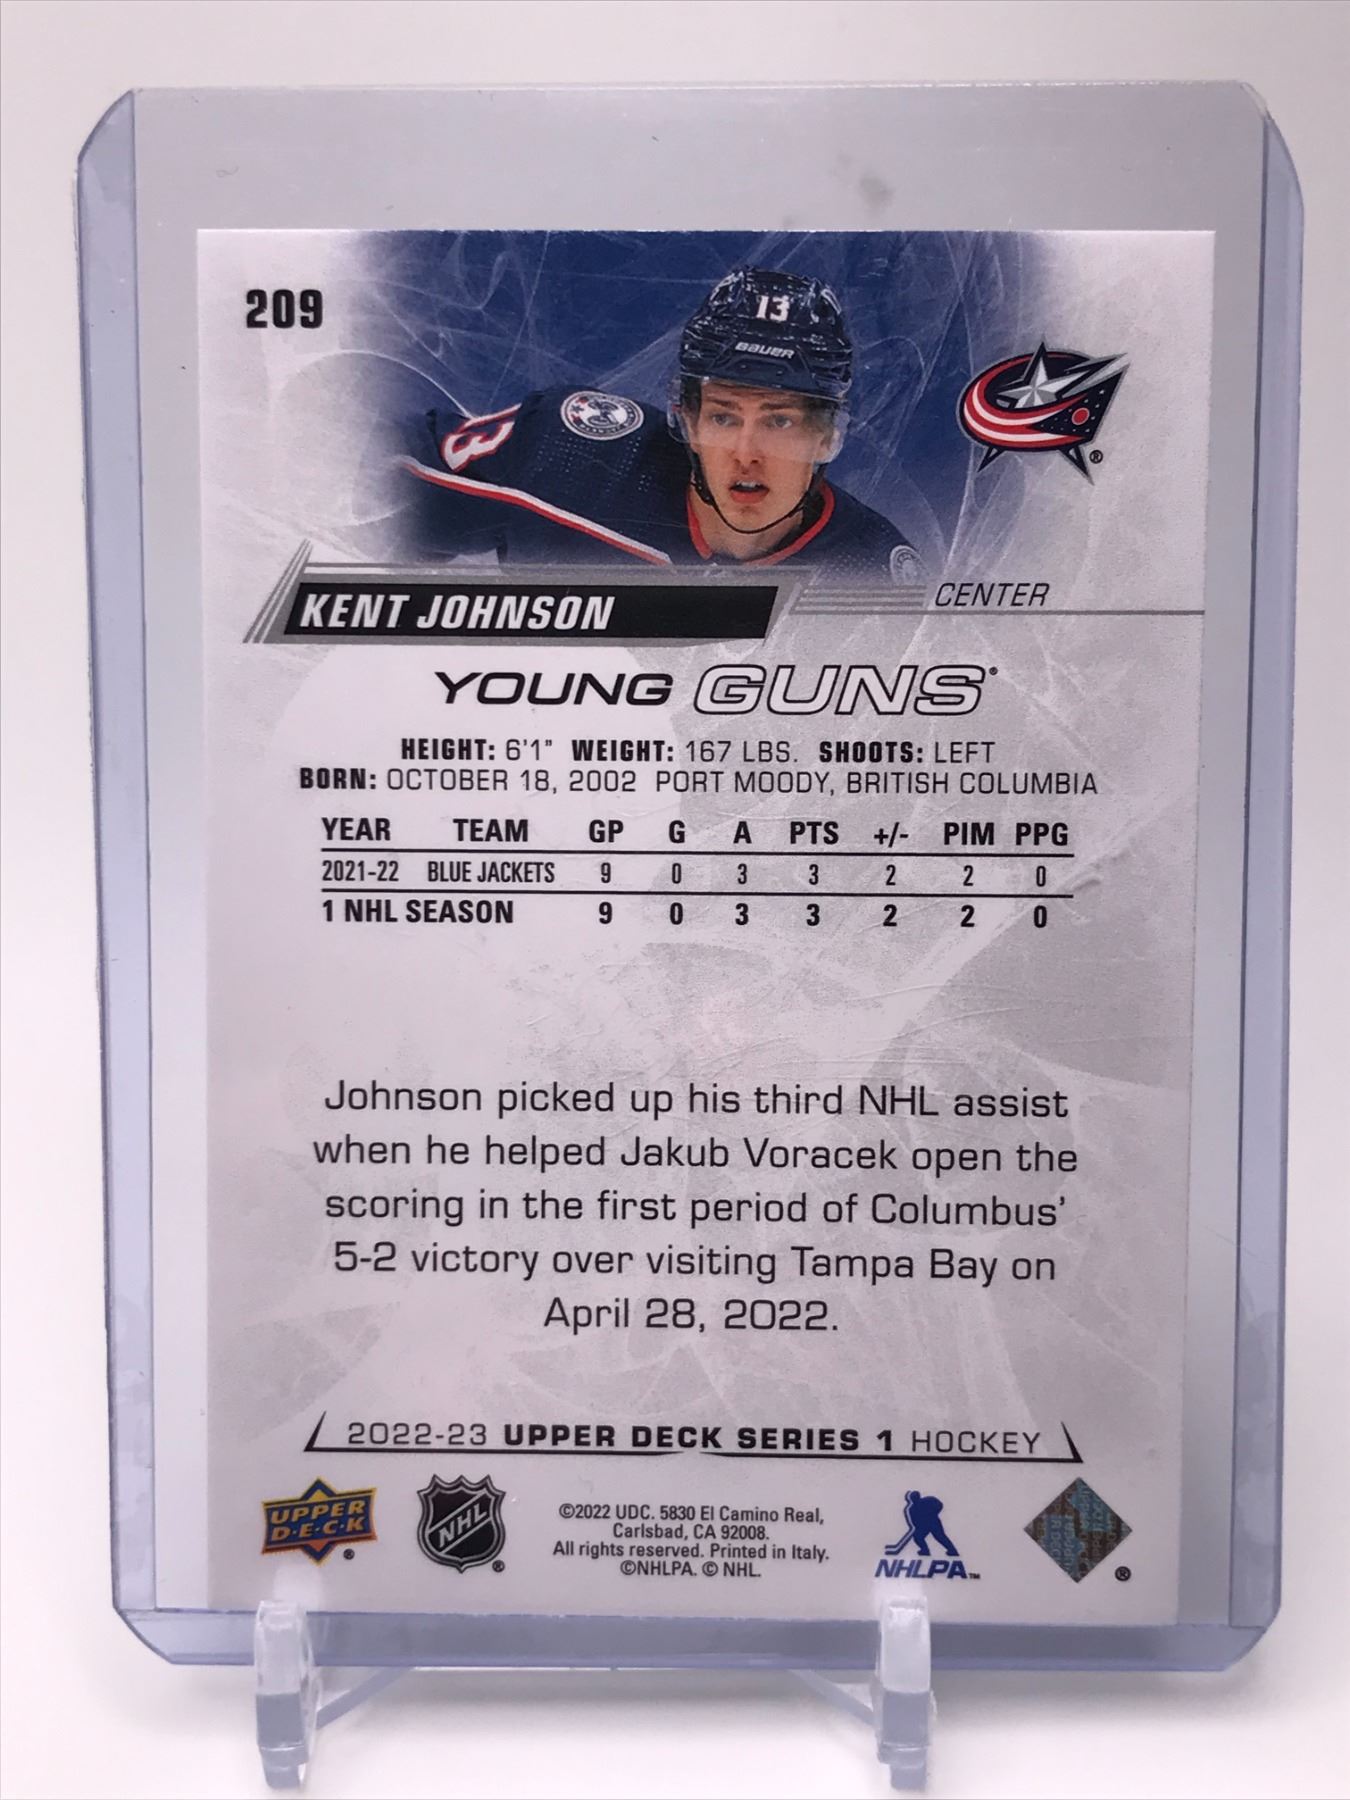 209
13
BAUER
13
KENT JOHNSON
CENTER
YOUNG GUNS®
HEIGHT: 6'1" WEIGHT: 167 LBS. SHOOTS: LEFT
BORN: OCTOBER 18, 2002 PORT MOODY, BRITISH COLUMBIA
YEAR TEAM GP G A PTS +/- PIM PPG
2021-22 BLUE JACKETS 9 0 3 3 2 2 0
1 NHL SEASON 9 0 3 3 2 2 0
Johnson picked up his third NHL assist
when he helped Jakub Voracek open the
scoring in the first period of Columbus'
5-2 victory over visiting Tampa Bay on
April 28, 2022.
2022-23 UPPER DECK SERIES 1 HOCKEY
UPPER
D·E·C·K
®
NHL
®
©2022 UDC. 5830 El Camino Real,
Carlsbad, CA 92008.
All rights reserved. Printed in Italy.
©NHLPA. © NHL.
NHLPA™
®